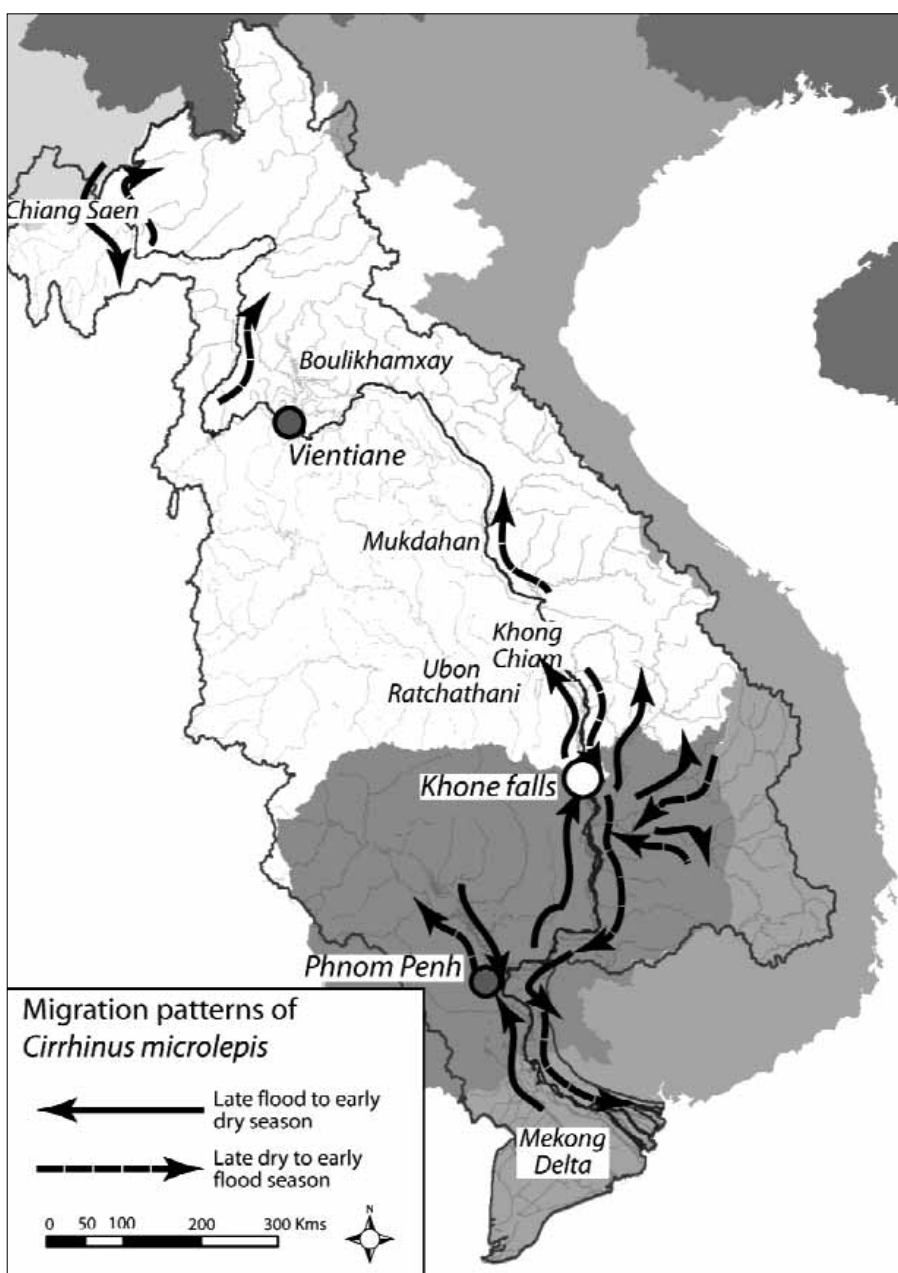 Chiang Saen
Boulikhamxay
Vientiane
Mukdahan
Khong
Chiam
Ubon
Ratchathani
Khone falls
Phnom Penh
Mekong
Delta
Migration patterns of
Cirrhinus microlepis
Late flood to early
dry season
Late dry to early
flood season
0 50 100 200 300 Kms
N